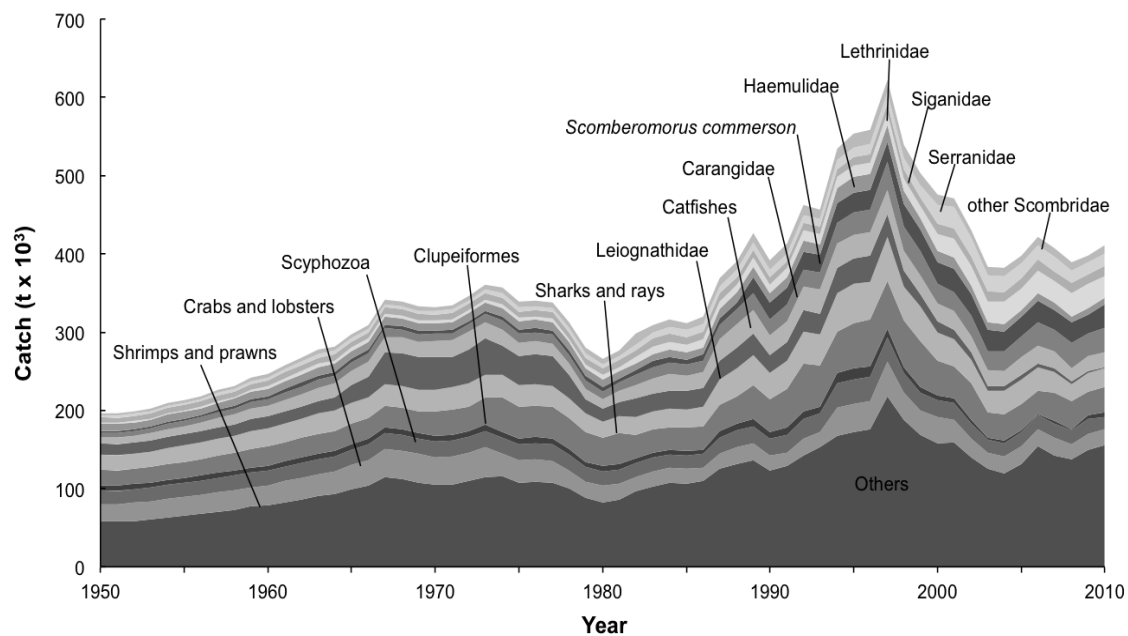 700
600
500
400
300
200
100
0
Catch (t x 10³)
Lethrinidae
Haemulidae
Siganidae
Scomberomorus commerson
Serranidae
Carangidae
other Scombridae
Catfishes
Leiognathidae
Clupeiformes
Scyphozoa
Sharks and rays
Crabs and lobsters
Shrimps and prawns
Others
1950
1960
1970
1980
1990
2000
2010
Year